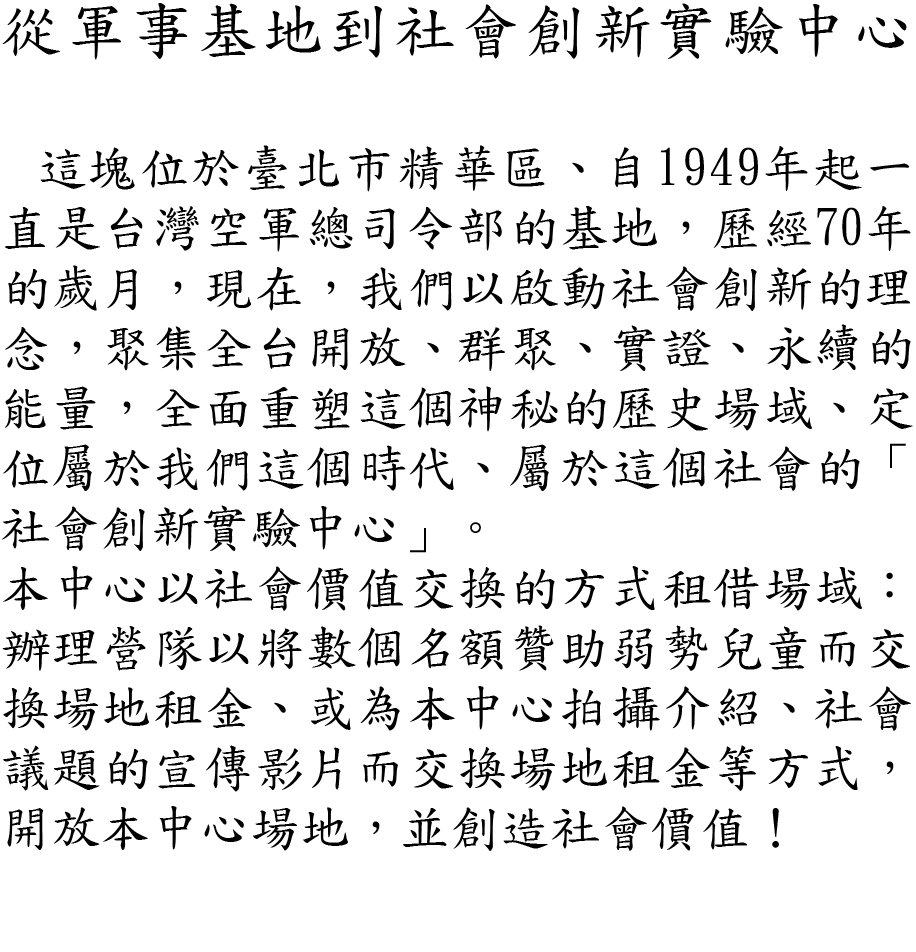 從軍事基地到社會創新實驗中心
這塊位於臺北市精華區、自1949年起一
直是台灣空軍總司令部的基地，歷經70年
的歲月，現在，我們以啟動社會創新的理
念，聚集全台開放、群聚、實證、永續的
能量，全面重塑這個神秘的歷史場域、定
位屬於我們這個時代、屬於這個社會的「
社會創新實驗中心」。
本中心以社會價值交換的方式租借場域：
辦理營隊以將數個名額贊助弱勢兒童而交
換場地租金、或為本中心拍攝介紹、社會
議題的宣傳影片而交換場地租金等方式，
開放本中心場地，並創造社會價值！